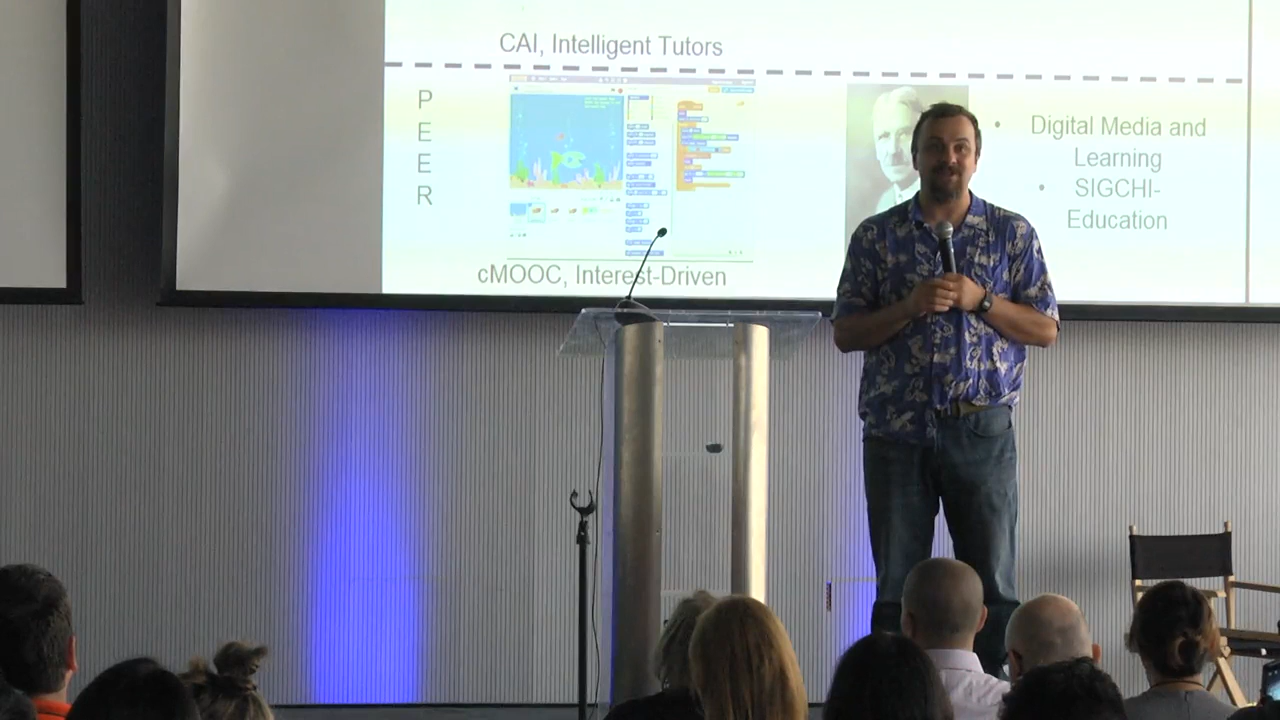 CAI, Intelligent Tutors
P
E
E
R
• Digital Media and
Learning
• SIGCHI-
Education
cMOOC, Interest-Driven